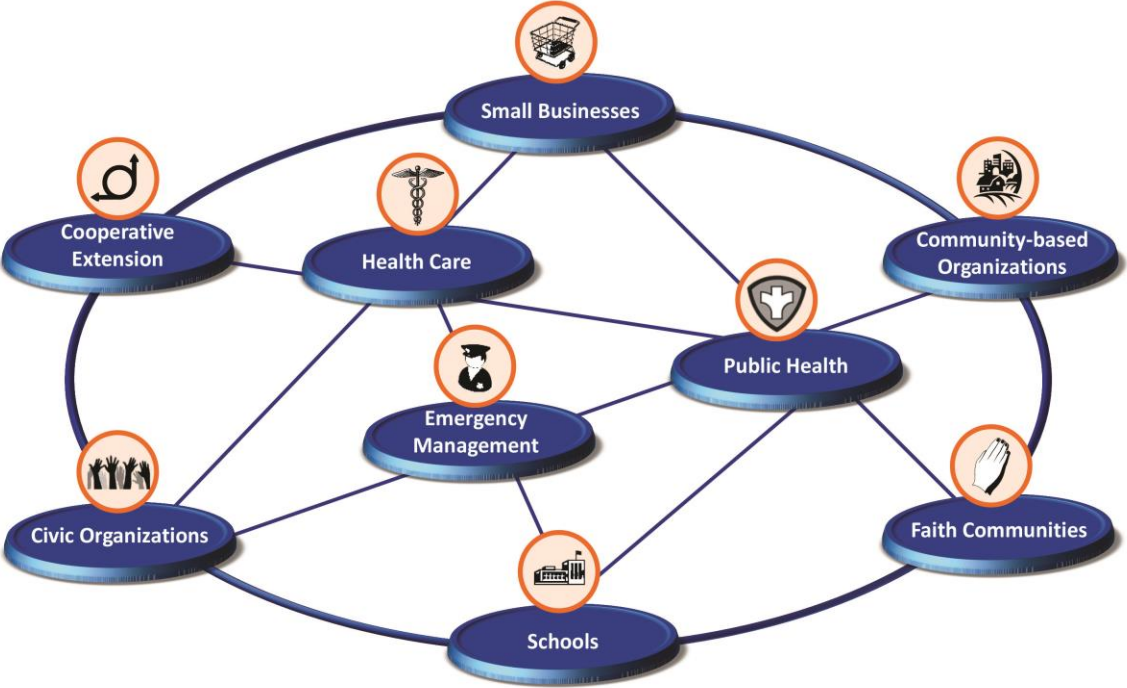 Small Businesses
Cooperative
Extension
Health Care
Community-based
Organizations
Public Health
Emergency
Management
Civic Organizations
Faith Communities
Schools